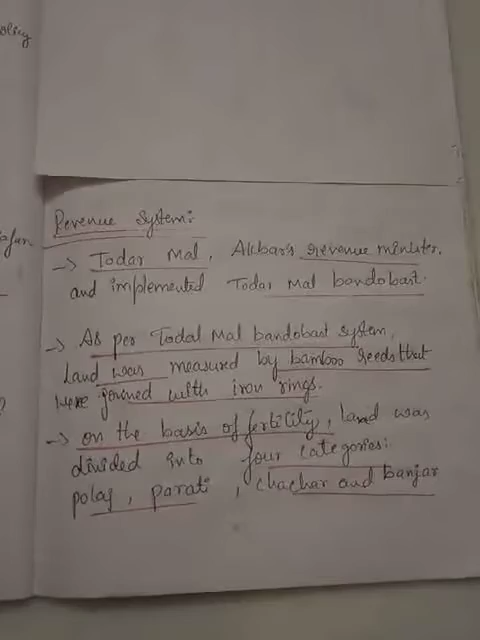 olicy
Revenue System:
→ Todar Mal, Akbar's revenue minister.
and implemented Todar Mal bandobast.
→ As per Todal Mal bandobast system,
Land was measured by bamboo reeds that
were joined with iron rings.
→ on the basis of fertility, land was
divided into four categories:
polaj, parati, chachar and banjar